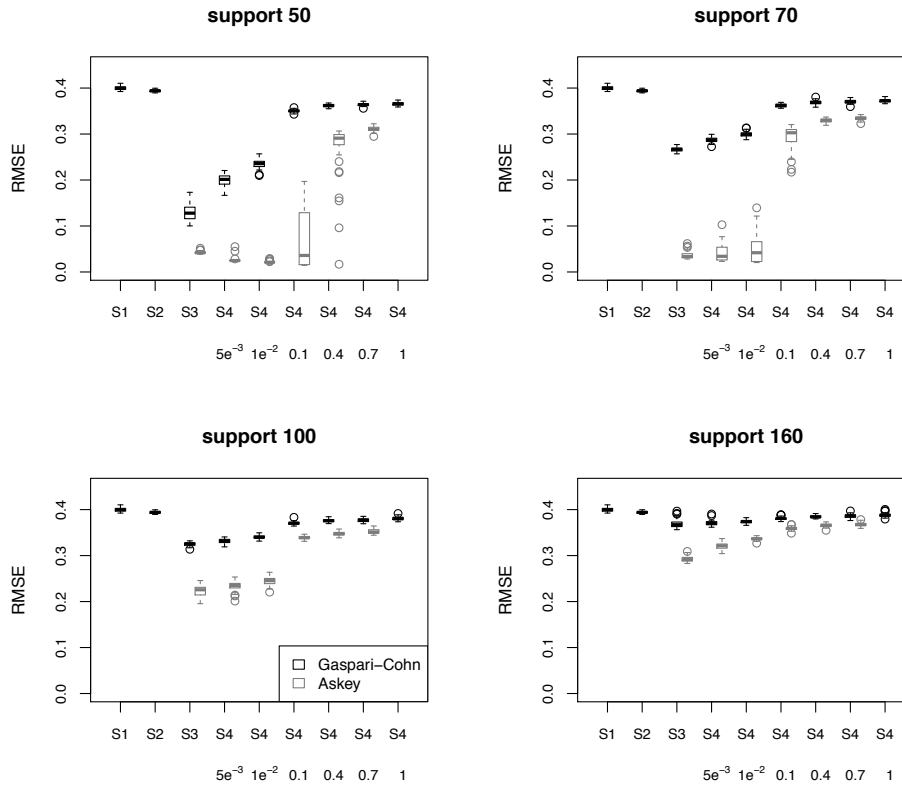 support 50
RMSE
0.0 0.1 0.2 0.3 0.4
S1 S2 S3 S4 S4 S4 S4 S4 S4
5e⁻³ 1e⁻² 0.1 0.4 0.7 1
support 70
RMSE
0.0 0.1 0.2 0.3 0.4
S1 S2 S3 S4 S4 S4 S4 S4 S4
5e⁻³ 1e⁻² 0.1 0.4 0.7 1
support 100
RMSE
0.0 0.1 0.2 0.3 0.4
Gaspari−Cohn
Askey
S1 S2 S3 S4 S4 S4 S4 S4 S4
5e⁻³ 1e⁻² 0.1 0.4 0.7 1
support 160
RMSE
0.0 0.1 0.2 0.3 0.4
S1 S2 S3 S4 S4 S4 S4 S4 S4
5e⁻³ 1e⁻² 0.1 0.4 0.7 1